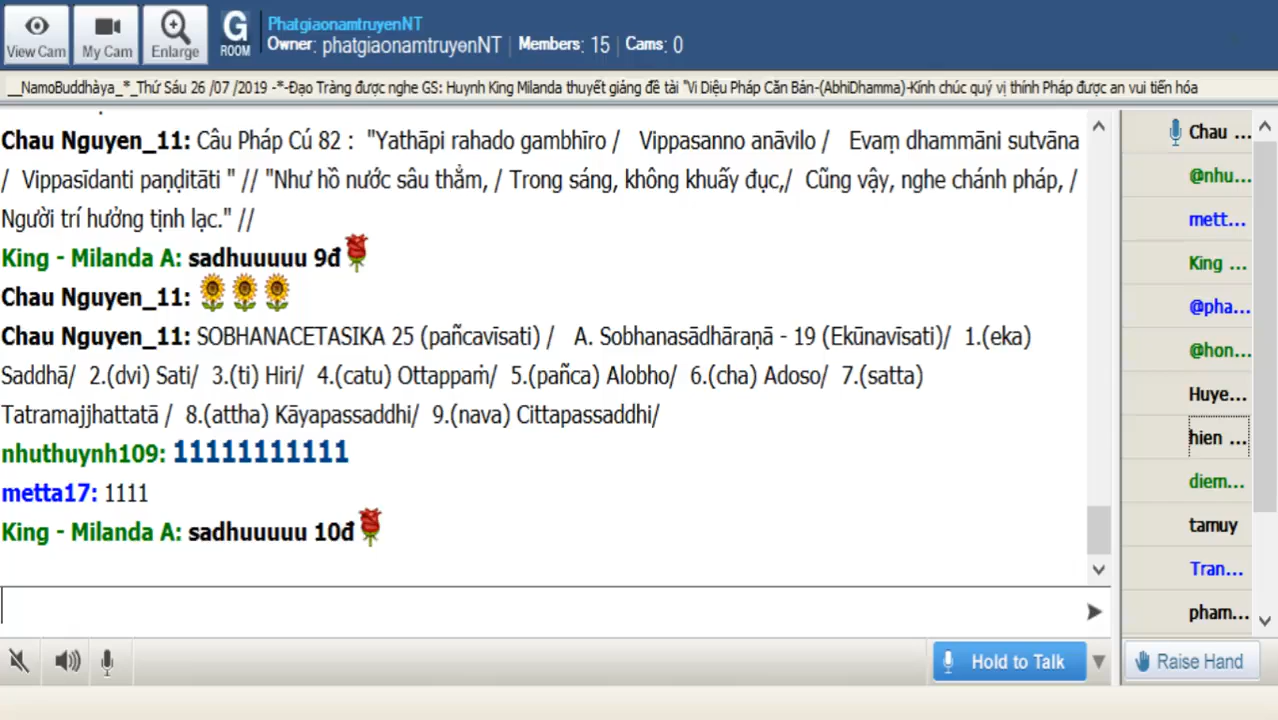 View Cam
My Cam
Enlarge
G
ROOM
PhatgiaonamtruyenNT
Owner: phatgiaonamtruyenNT Members: 15 Cams: 0
__NamoBuddhàya_*_Thứ Sáu 26 /07 /2019 -*-Đạo Tràng được nghe GS: Huynh King Milanda thuyết giảng đề tài "Vi Diệu Pháp Căn Bản-(AbhiDhamma)-Kính chúc quý vị thính Pháp được an vui tiến hóa
Chau Nguyen_11: Câu Pháp Cú 82 : "Yathāpi rahado gambhīro / Vippasanno anāvilo / Evaṃ dhammāni sutvāna
/ Vippasīdanti paṇḍitāti " // "Như hồ nước sâu thẳm, / Trong sáng, không khuấy đục,/ Cũng vậy, nghe chánh pháp, /
Người trí hưởng tịnh lạc." //
King - Milanda A: sadhuuuuu 9đ
Chau Nguyen_11:
Chau Nguyen_11: SOBHANACETASIKA 25 (pañcavīsati) / A. Sobhanasādhāraṇā - 19 (Ekūnavīsati)/ 1.(eka)
Saddhā/ 2.(dvi) Sati/ 3.(ti) Hiri/ 4.(catu) Ottappaṁ/ 5.(pañca) Alobho/ 6.(cha) Adoso/ 7.(satta)
Tatramajjhattatā / 8.(attha) Kāyapassaddhi/ 9.(nava) Cittapassaddhi/
nhuthuynh109: 11111111111
metta17: 1111
King - Milanda A: sadhuuuuu 10đ
Chau ...
@nhu...
mett...
King ...
@pha...
@hon...
Huye...
hien ...
diem...
tamuy
Tran...
pham...
Hold to Talk
Raise Hand